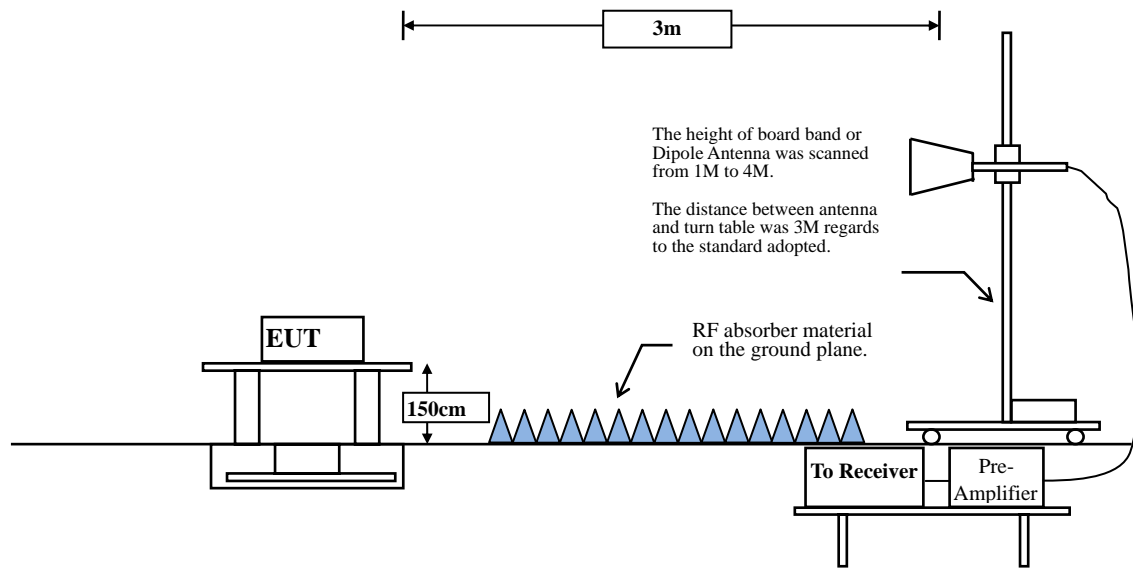 3m
The height of board band or
Dipole Antenna was scanned
from 1M to 4M.
The distance between antenna
and turn table was 3M regards
to the standard adopted.
EUT
RF absorber material
on the ground plane.
150cm
To Receiver
Pre-
Amplifier